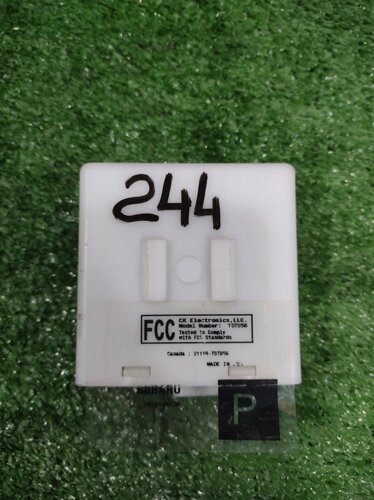 244
FCC
CK Electronics, LLC.
Model Number: TSTU56
Tested to Comply
with FCC Standards
Canada : 2111A-TSTU56
MADE IN
SUBARU
P